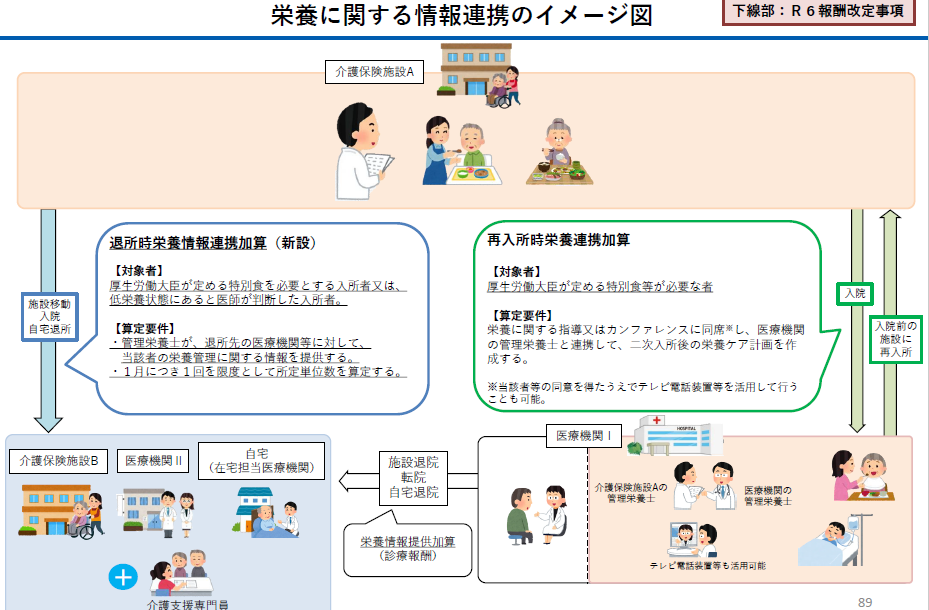 栄養に関する情報連携のイメージ図
下線部：Ｒ６報酬改定事項
介護保険施設A
退所時栄養情報連携加算（新設）
【対象者】
厚生労働大臣が定める特別食を必要とする入所者又は、
低栄養状態にあると医師が判断した入所者。
【算定要件】
・管理栄養士が、退所先の医療機関等に対して、
当該者の栄養管理に関する情報を提供する。
・１月につき１回を限度として所定単位数を算定する。
施設移動
入院
自宅退所
再入所時栄養連携加算
【対象者】
厚生労働大臣が定める特別食等が必要な者
【算定要件】
栄養に関する指導又はカンファレンスに同席※し、医療機関
の管理栄養士と連携して、二次入所後の栄養ケア計画を作
成する。
※当該者等の同意を得たうえでテレビ電話装置等を活用して行う
ことも可能。
入院
入院前の
施設に
再入所
介護保険施設B
医療機関Ⅱ
自宅
（在宅担当医療機関）
介護支援専門員
施設退院
転院
自宅退院
栄養情報提供加算
（診療報酬）
医療機関Ⅰ
HOSPITAL
介護保険施設Aの
管理栄養士
医療機関の
管理栄養士
テレビ電話装置等も活用可能
89